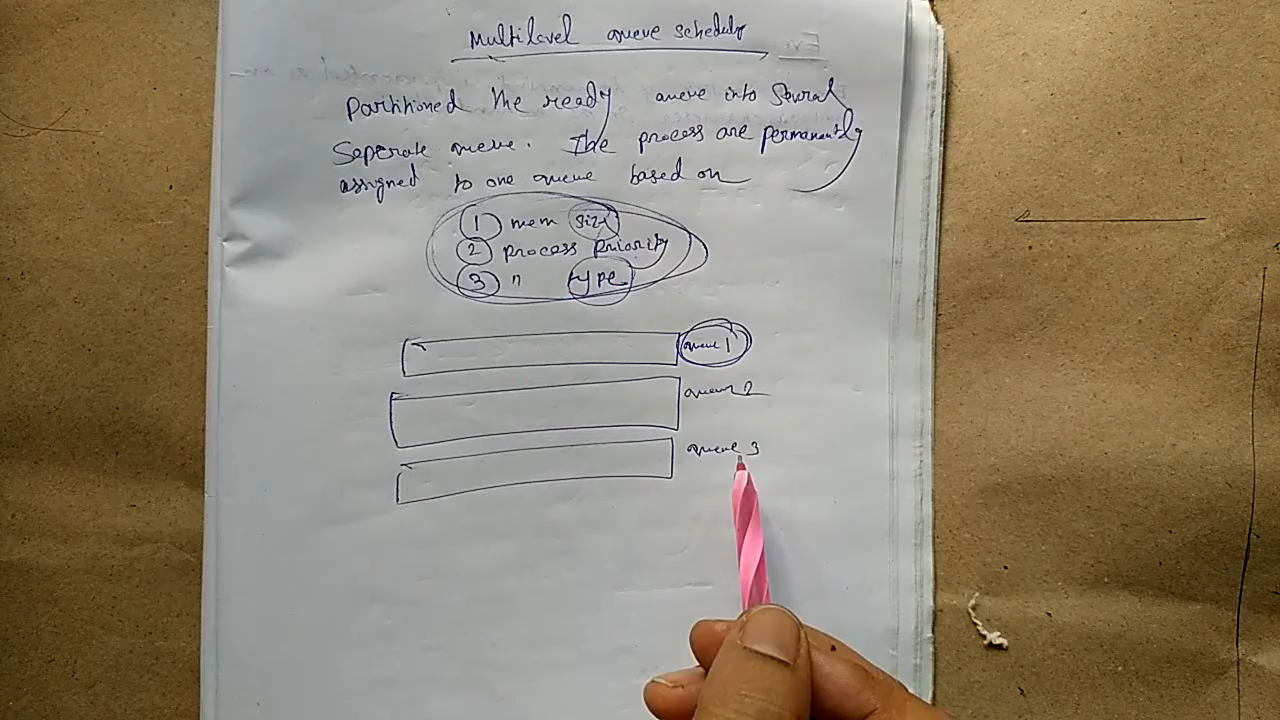 Multilevel queue scheduling
Partitioned the ready queue into Several
Seperate queue. The process are permanently
assigned to one queue based on
1 mem size
2 process priority
3 " type
queue 1
queue 2
queue 3